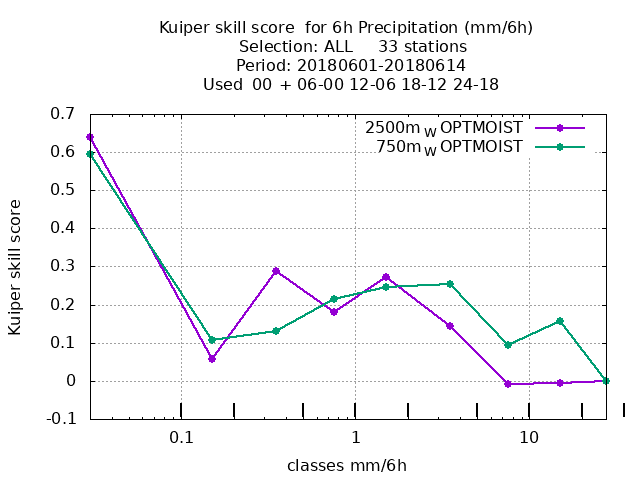 Kuiper skill score  for 6h Precipitation (mm/6h)
Selection: ALL     33 stations
Period: 20180601-20180614
Used  00  + 06-00 12-06 18-12 24-18
2500m W OPTMOIST
750m W OPTMOIST
Kuiper skill score
0.7
0.6
0.5
0.4
0.3
0.2
0.1
0
-0.1
0.1
1
10
classes mm/6h